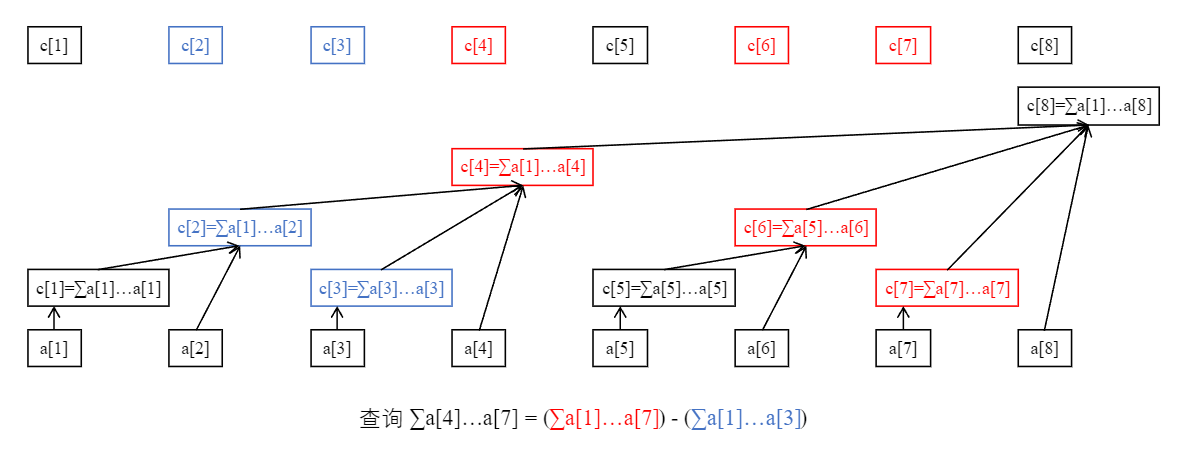 c[1] c[2] c[3] c[4] c[5] c[6] c[7] c[8]
c[8]=∑a[1]…a[8]
c[4]=∑a[1]…a[4]
c[2]=∑a[1]…a[2] c[6]=∑a[5]…a[6]
c[1]=∑a[1]…a[1] c[3]=∑a[3]…a[3] c[5]=∑a[5]…a[5] c[7]=∑a[7]…a[7]
a[1] a[2] a[3] a[4] a[5] a[6] a[7] a[8]
查询 ∑a[4]…a[7] = (∑a[1]…a[7]) - (∑a[1]…a[3])